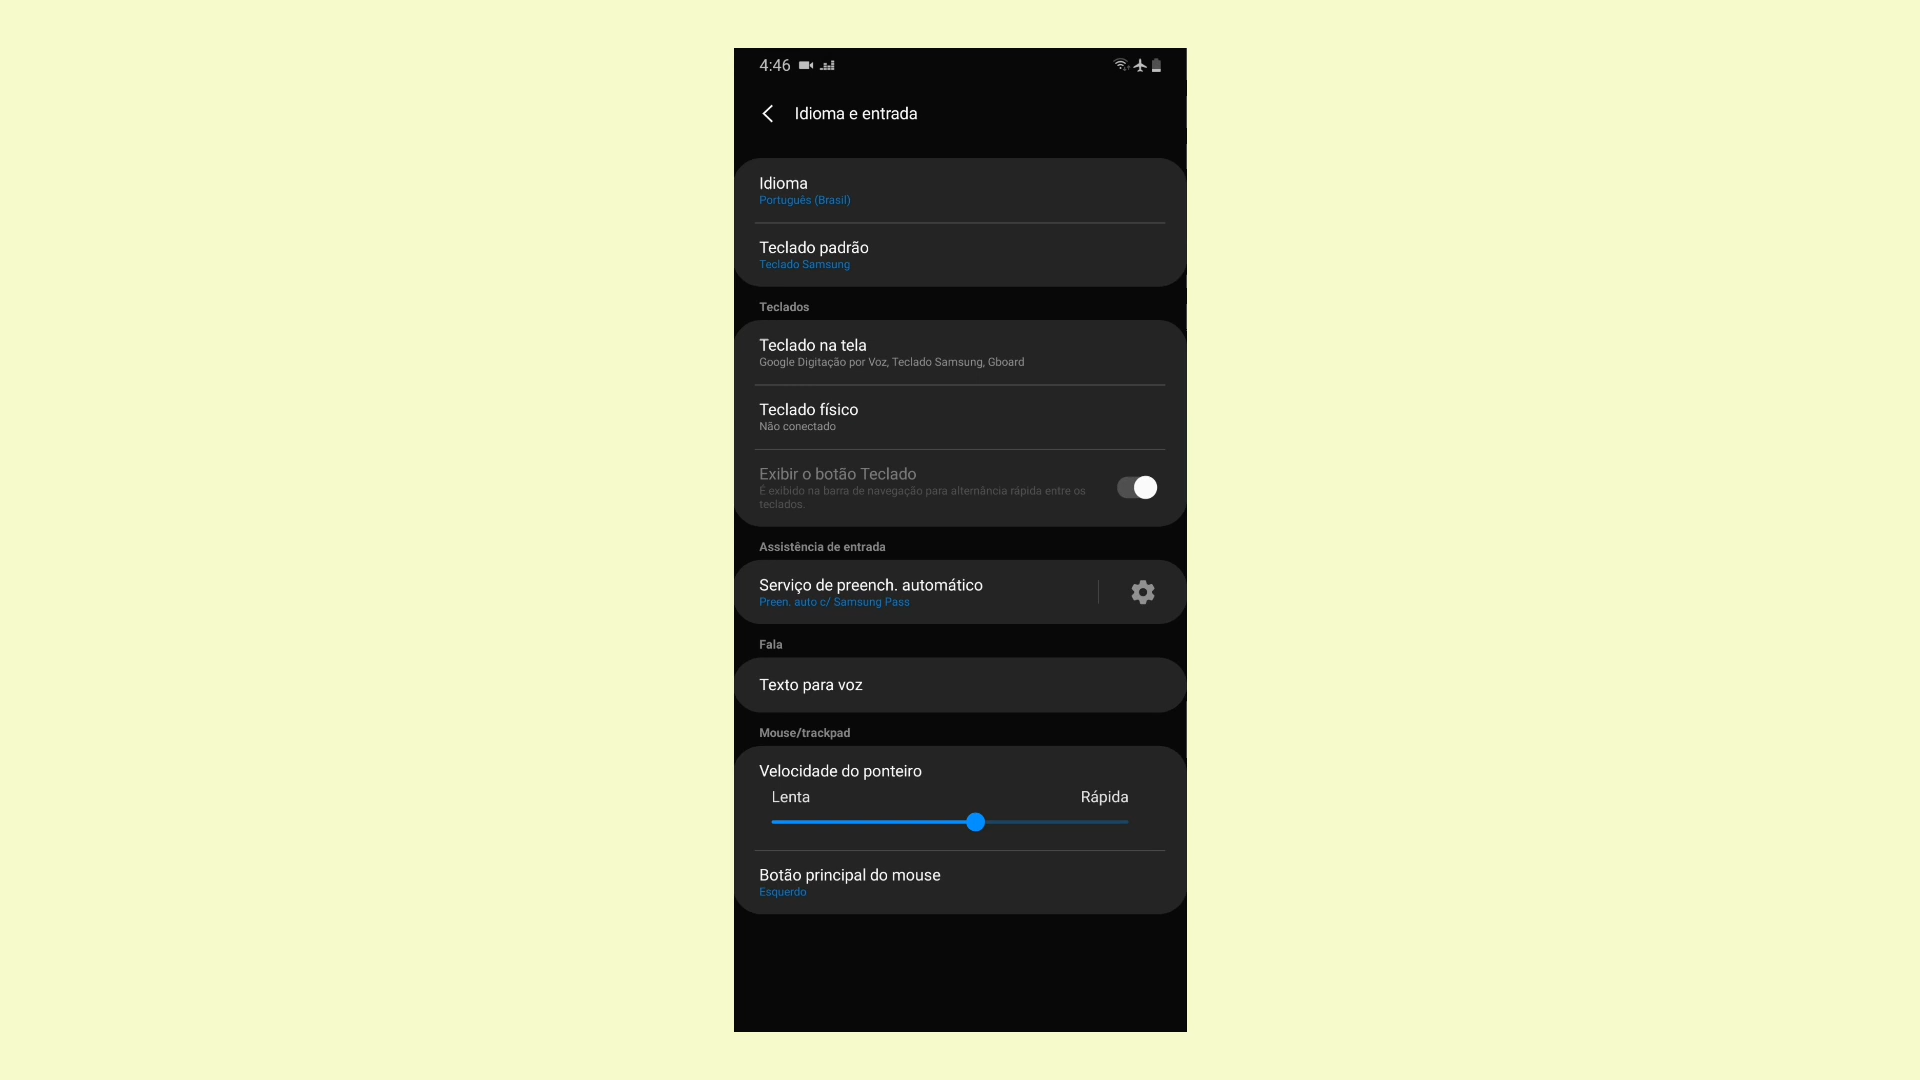 4:46
Idioma e entrada
Idioma
Português (Brasil)
Teclado padrão
Teclado Samsung
Teclados
Teclado na tela
Google Digitação por Voz, Teclado Samsung, Gboard
Teclado físico
Não conectado
Exibir o botão Teclado
É exibido na barra de navegação para alternância rápida entre os
teclados.
Assistência de entrada
Serviço de preench. automático
Preen. auto c/ Samsung Pass
Fala
Texto para voz
Mouse/trackpad
Velocidade do ponteiro
Lenta Rápida
Botão principal do mouse
Esquerdo